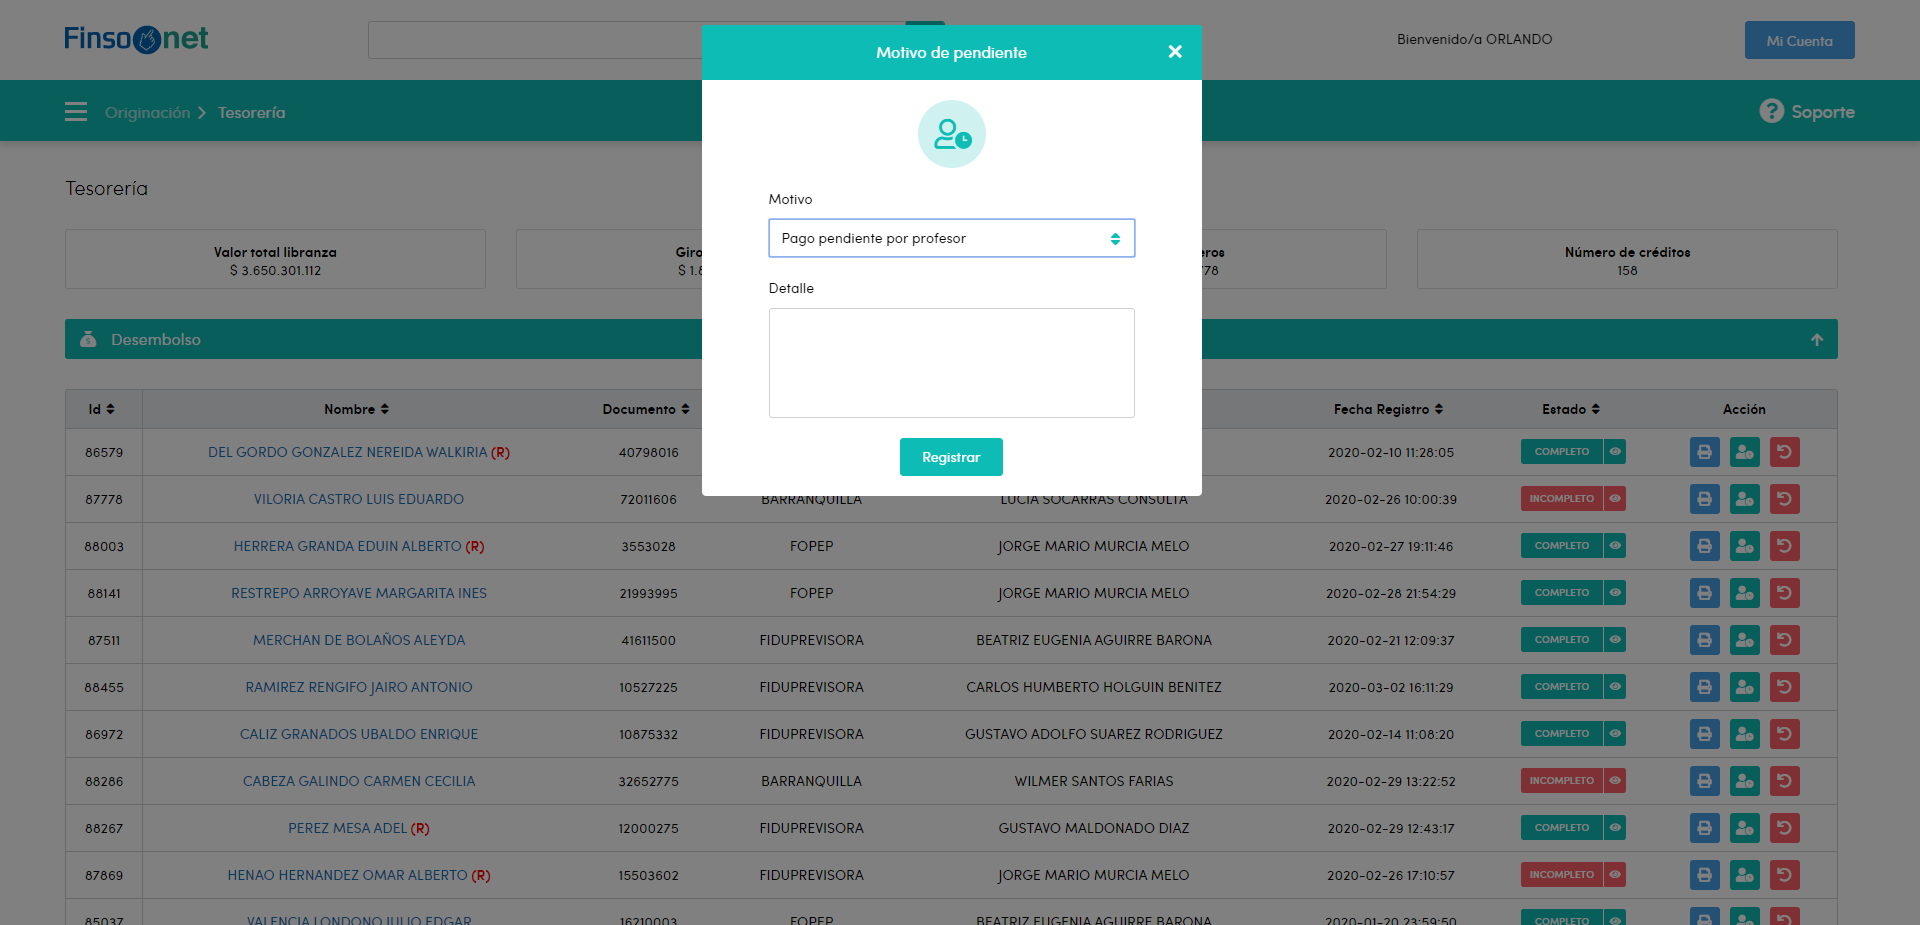 Finsonet
Bienvenido/a ORLANDO
Mi Cuenta
Motivo de pendiente
Originación
Tesorería
Soporte
Tesorería
Motivo
Pago pendiente por profesor
Detalle
Registrar
Valor total libranza
$ 3.650.301.112
Número de créditos
158
Desembolso
Id Nombre Documento Fecha Registro Estado Acción
86579 DEL GORDO GONZALEZ NEREIDA WALKIRIA (R) 40798016 2020-02-10 11:28:05 COMPLETO
87778 VILORIA CASTRO LUIS EDUARDO 72011606 BARRANQUILLA LUCIA SOCARRAS CONSULTA 2020-02-26 10:00:39 INCOMPLETO
88003 HERRERA GRANDA EDUIN ALBERTO (R) 3553028 FOPEP JORGE MARIO MURCIA MELO 2020-02-27 19:11:46 COMPLETO
88141 RESTREPO ARROYAVE MARGARITA INES 21993995 FOPEP JORGE MARIO MURCIA MELO 2020-02-28 21:54:29 COMPLETO
87511 MERCHAN DE BOLAÑOS ALEYDA 41611500 FIDUPREVISORA BEATRIZ EUGENIA AGUIRRE BARONA 2020-02-21 12:09:37 COMPLETO
88455 RAMIREZ RENGIFO JAIRO ANTONIO 10527225 FIDUPREVISORA CARLOS HUMBERTO HOLGUIN BENITEZ 2020-03-02 16:11:29 COMPLETO
86972 CALIZ GRANADOS UBALDO ENRIQUE 10875332 FIDUPREVISORA GUSTAVO ADOLFO SUAREZ RODRIGUEZ 2020-02-14 11:08:20 COMPLETO
88286 CABEZA GALINDO CARMEN CECILIA 32652775 BARRANQUILLA WILMER SANTOS FARIAS 2020-02-29 13:22:52 INCOMPLETO
88267 PEREZ MESA ADEL (R) 12000275 FIDUPREVISORA GUSTAVO MALDONADO DIAZ 2020-02-29 12:43:17 COMPLETO
87869 HENAO HERNANDEZ OMAR ALBERTO (R) 15503602 FIDUPREVISORA JORGE MARIO MURCIA MELO 2020-02-26 17:10:57 INCOMPLETO
85037 VALENCIA LONDONO JULIO EDGAR 16210003 FOPEP BEATRIZ EUGENIA AGUIRRE BARONA 2020-01-20 23:59:50 COMPLETO